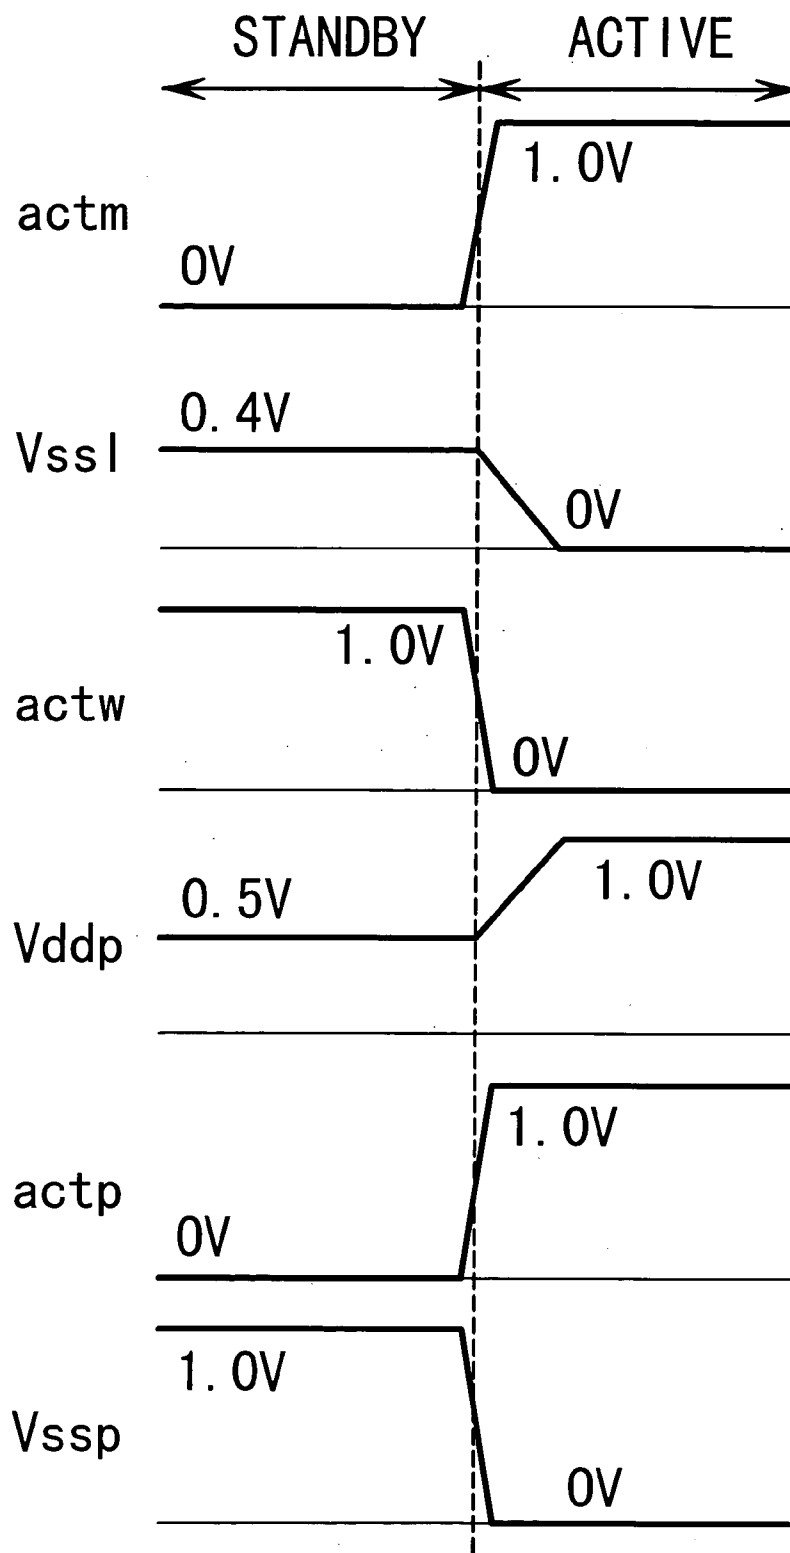 STANDBY ACTIVE
1.0V
actm
0V
0.4V
Vssl
0V
1.0V
actw
0V
1.0V
0.5V
Vddp
1.0V
actp
0V
1.0V
Vssp
0V